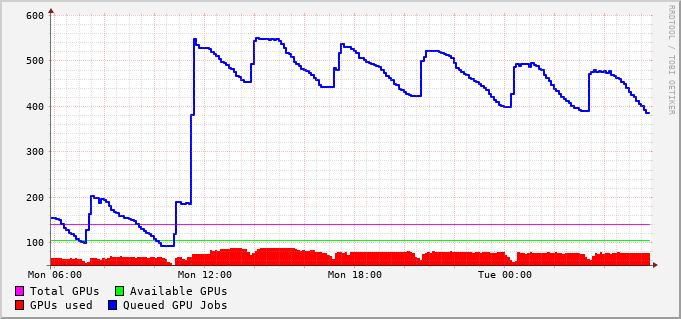 600
500
400
300
200
100
Mon 06:00 Mon 12:00 Mon 18:00 Tue 00:00
Total GPUs Available GPUs
GPUs used Queued GPU Jobs
RRDTOOL / TOBI OETIKER